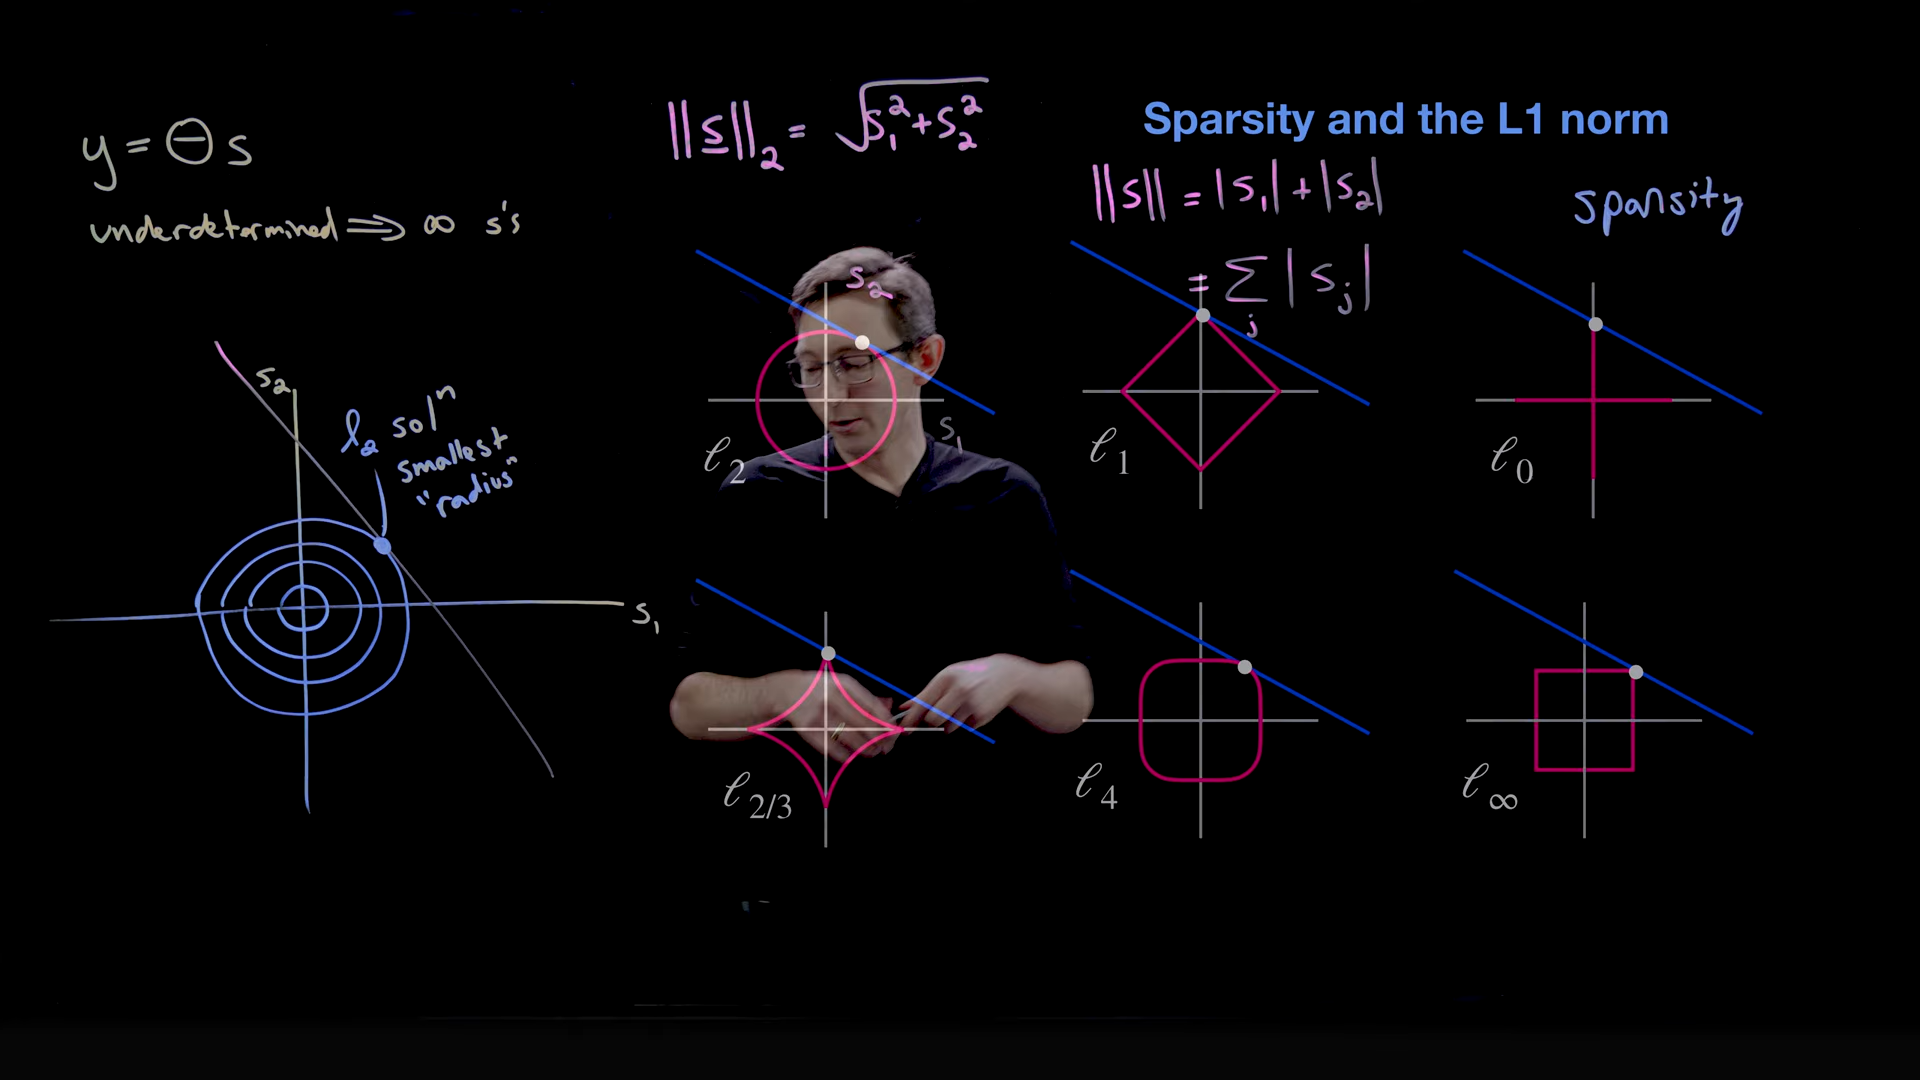 y = Θ s
underdetermined ⟹ ∞ s's
s₂
l₂ solⁿ
smallest
"radius"
s₁
||s||₂ = √(s₁² + s₂²)
Sparsity and the L1 norm
||s|| = |s₁| + |s₂|
= Σⱼ |sⱼ|
sparsity
s₂
s₁
ℓ₂
ℓ₁
ℓ₀
ℓ₂/₃
ℓ₄
ℓ∞